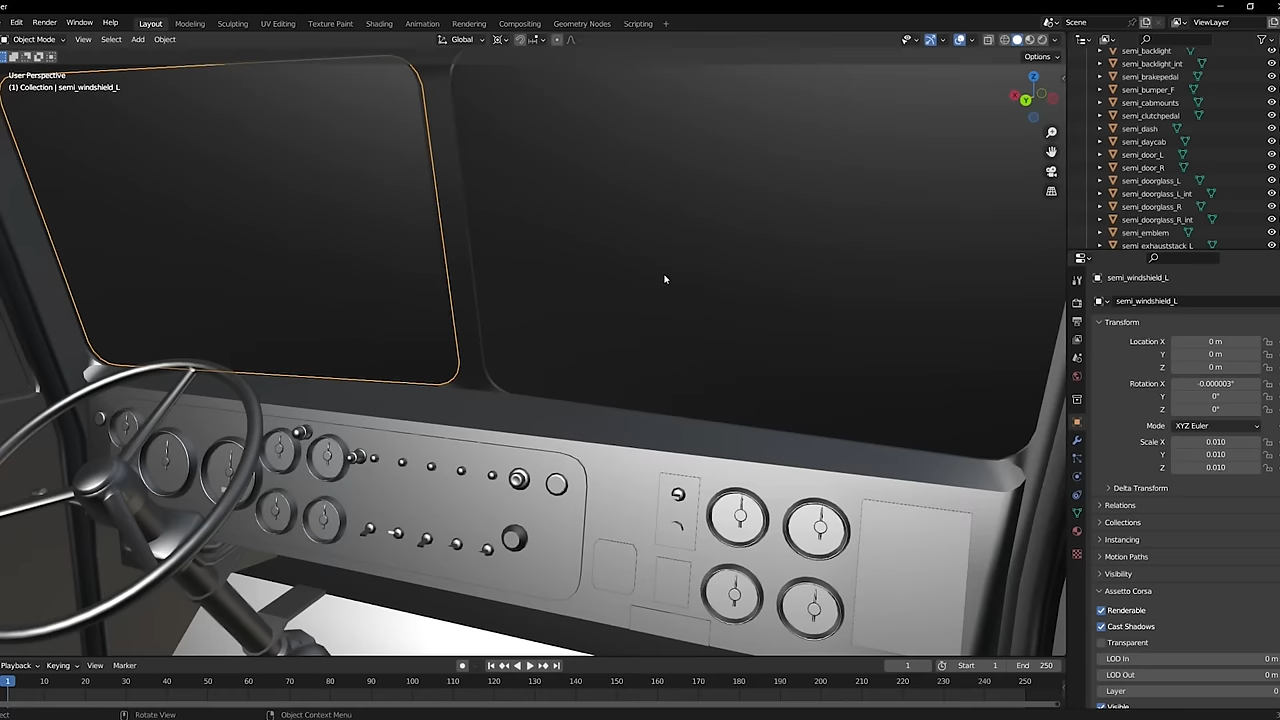 Edit Render Window Help Layout Modeling Sculpting UV Editing Texture Paint Shading Animation Rendering Compositing Geometry Nodes Scripting + Scene ViewLayer
Object Mode View Select Add Object Global
Options
User Perspective
(1) Collection | semi_windshield_L
Z
X
Y
semi_backlight
semi_backlight_int
semi_brakepedal
semi_bumper_F
semi_cabmounts
semi_clutchpedal
semi_dash
semi_daycab
semi_door_L
semi_door_R
semi_doorglass_L
semi_doorglass_L_int
semi_doorglass_R
semi_doorglass_R_int
semi_emblem
semi_exhauststack_L
semi_windshield_L
semi_windshield_L
Transform
Location X 0 m
Y 0 m
Z 0 m
Rotation X -0.000003°
Y 0°
Z 0°
Mode XYZ Euler
Scale X 0.010
Y 0.010
Z 0.010
Delta Transform
Relations
Collections
Instancing
Motion Paths
Visibility
Assetto Corsa
Renderable
Cast Shadows
Transparent
LOD In 0 m
LOD Out 0 m
Layer 0
Visible
Playback Keying View Marker 1 Start 1 End 250
1 10 20 30 40 50 60 70 80 90 100 110 120 130 140 150 160 170 180 190 200 210 220 230 240 250
Rotate View Object Context Menu